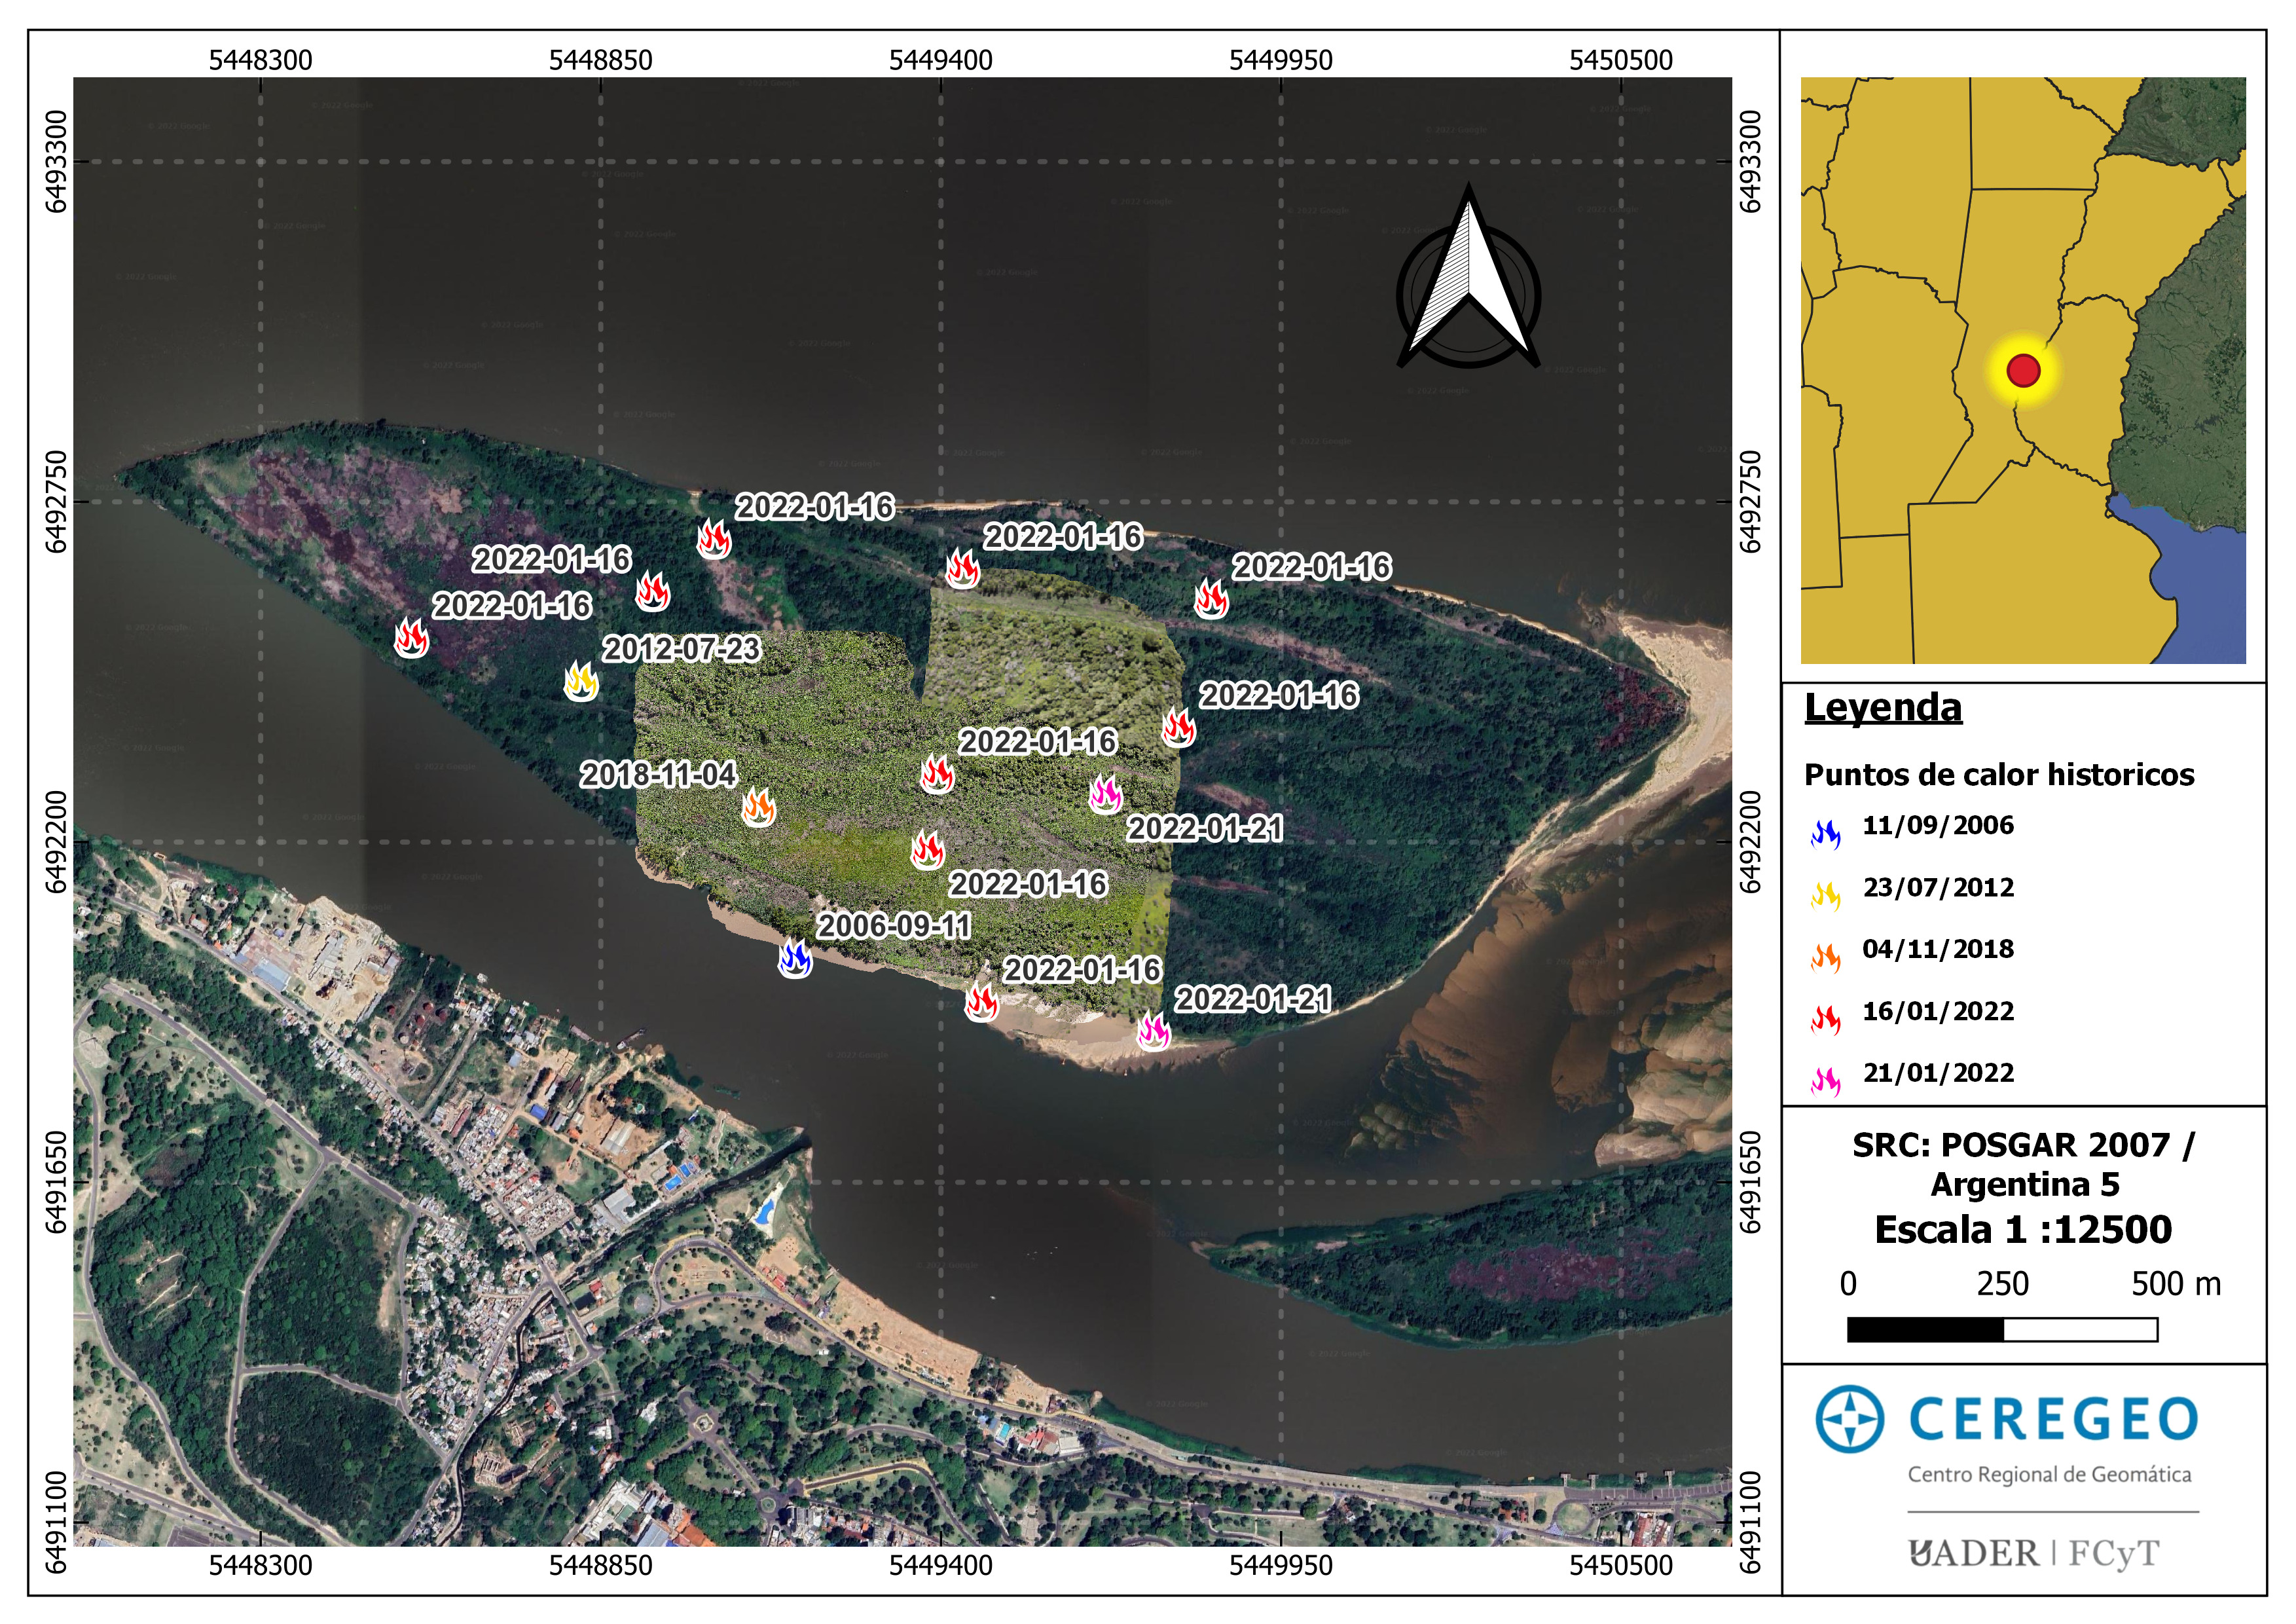 5448300 5448850 5449400 5449950 5450500
6493300 6493300
6492750 6492750
2022-01-16
2022-01-16
2022-01-16
2022-01-16
2022-01-16
2012-07-23
2022-01-16
2022-01-16
2018-11-04
2022-01-21
6492200 6492200
2022-01-16
2006-09-11
2022-01-16
2022-01-21
6491650 6491650
6491100 6491100
5448300 5448850 5449400 5449950 5450500
Leyenda
Puntos de calor historicos
11/09/2006
23/07/2012
04/11/2018
16/01/2022
21/01/2022
SRC: POSGAR 2007 /
Argentina 5
Escala 1 :12500
0 250 500 m
CEREGEO
Centro Regional de Geomática
UADER | FCyT